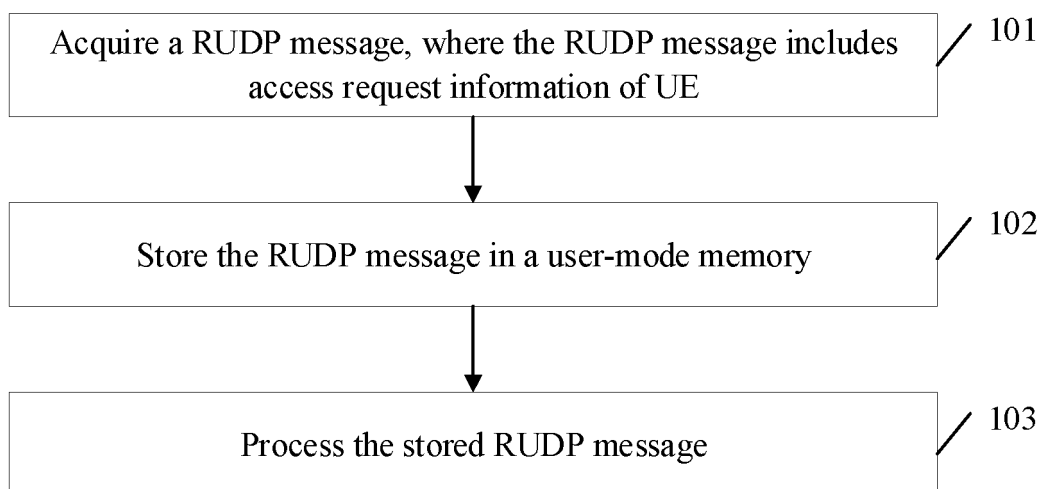 Acquire a RUDP message, where the RUDP message includes
access request information of UE
101
Store the RUDP message in a user-mode memory
102
Process the stored RUDP message
103